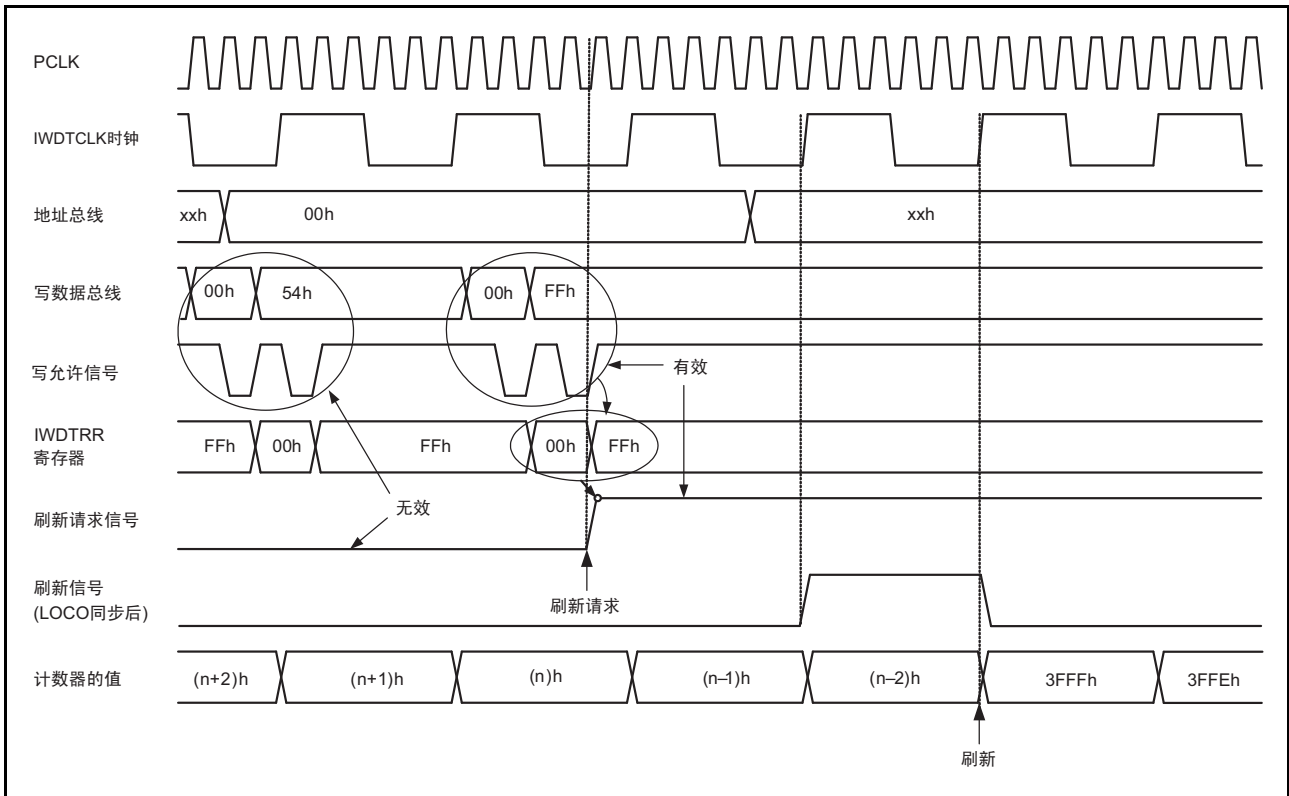 PCLK
IWDTCLK时钟
地址总线
xxh
00h
xxh
写数据总线
00h
54h
00h
FFh
写允许信号
有效
IWDTRR
寄存器
FFh
00h
FFh
00h
FFh
无效
刷新请求信号
刷新请求
刷新信号
(LOCO同步后)
计数器的值
(n+2)h
(n+1)h
(n)h
(n–1)h
(n–2)h
3FFFh
3FFEh
刷新